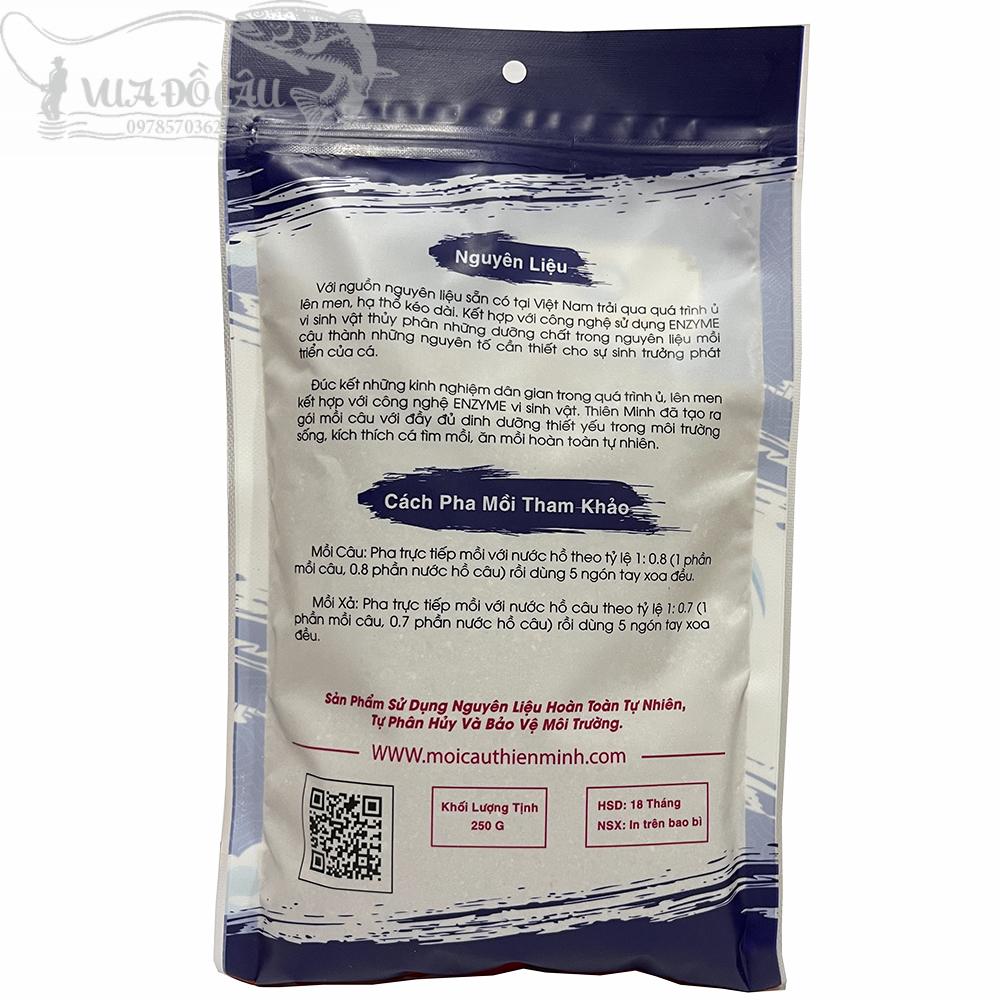 VUA ĐỒ CÂU
Nguyên Liệu
Với nguồn nguyên liệu sẵn có tại Việt Nam trải qua quá trình ủ
lên men, hạ thổ kéo dài. Kết hợp với công nghệ sử dụng ENZYME
vi sinh vật thủy phân những dưỡng chất trong nguyên liệu mồi
câu thành những nguyên tố cần thiết cho sự sinh trưởng phát
triển của cá.
Đúc kết những kinh nghiệm dân gian trong quá trình ủ, lên men
kết hợp với công nghệ ENZYME vi sinh vật. Thiên Minh đã tạo ra
gói mồi câu với đầy đủ dinh dưỡng thiết yếu trong môi trường
sống, kích thích cá tìm mồi, ăn mồi hoàn toàn tự nhiên.
Cách Pha Mồi Tham Khảo
Mồi Câu: Pha trực tiếp mồi với nước hồ theo tỷ lệ 1: 0.8 (1 phần
mồi câu, 0.8 phần nước hồ câu) rồi dùng 5 ngón tay xoa đều.
Mồi Xả: Pha trực tiếp mồi với nước hồ câu theo tỷ lệ 1: 0.7 (1
phần mồi câu, 0.7 phần nước hồ câu) rồi dùng 5 ngón tay xoa
đều.
Sản Phẩm Sử Dụng Nguyên Liệu Hoàn Toàn Tự Nhiên,
Tự Phân Hủy Và Bảo Vệ Môi Trường.
WWW.moicauthienminh.com
Khối Lượng Tịnh
250 G
HSD: 18 Tháng
NSX: In trên bao bì